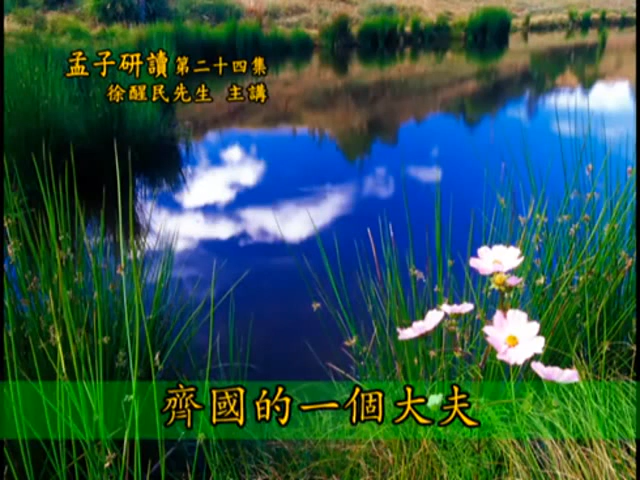 孟子研讀 第二十四集
徐醒民先生 主講
齊國的一個大夫